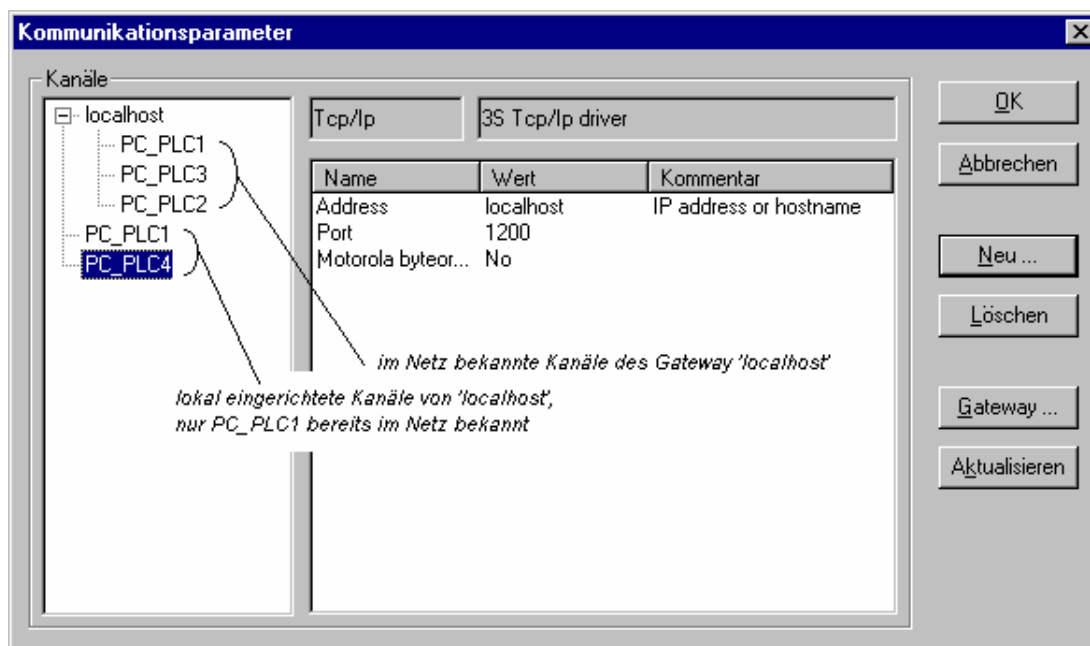 Kommunikationsparameter
Kanäle
localhost
PC_PLC1
PC_PLC3
PC_PLC2
PC_PLC1
PC_PLC4
Tcp/Ip
3S Tcp/Ip driver
Name Wert Kommentar
Address localhost IP address or hostname
Port 1200
Motorola byteor... No
im Netz bekannte Kanäle des Gateway 'localhost'
lokal eingerichtete Kanäle von 'localhost',
nur PC_PLC1 bereits im Netz bekannt
OK
Abbrechen
Neu ...
Löschen
Gateway ...
Aktualisieren